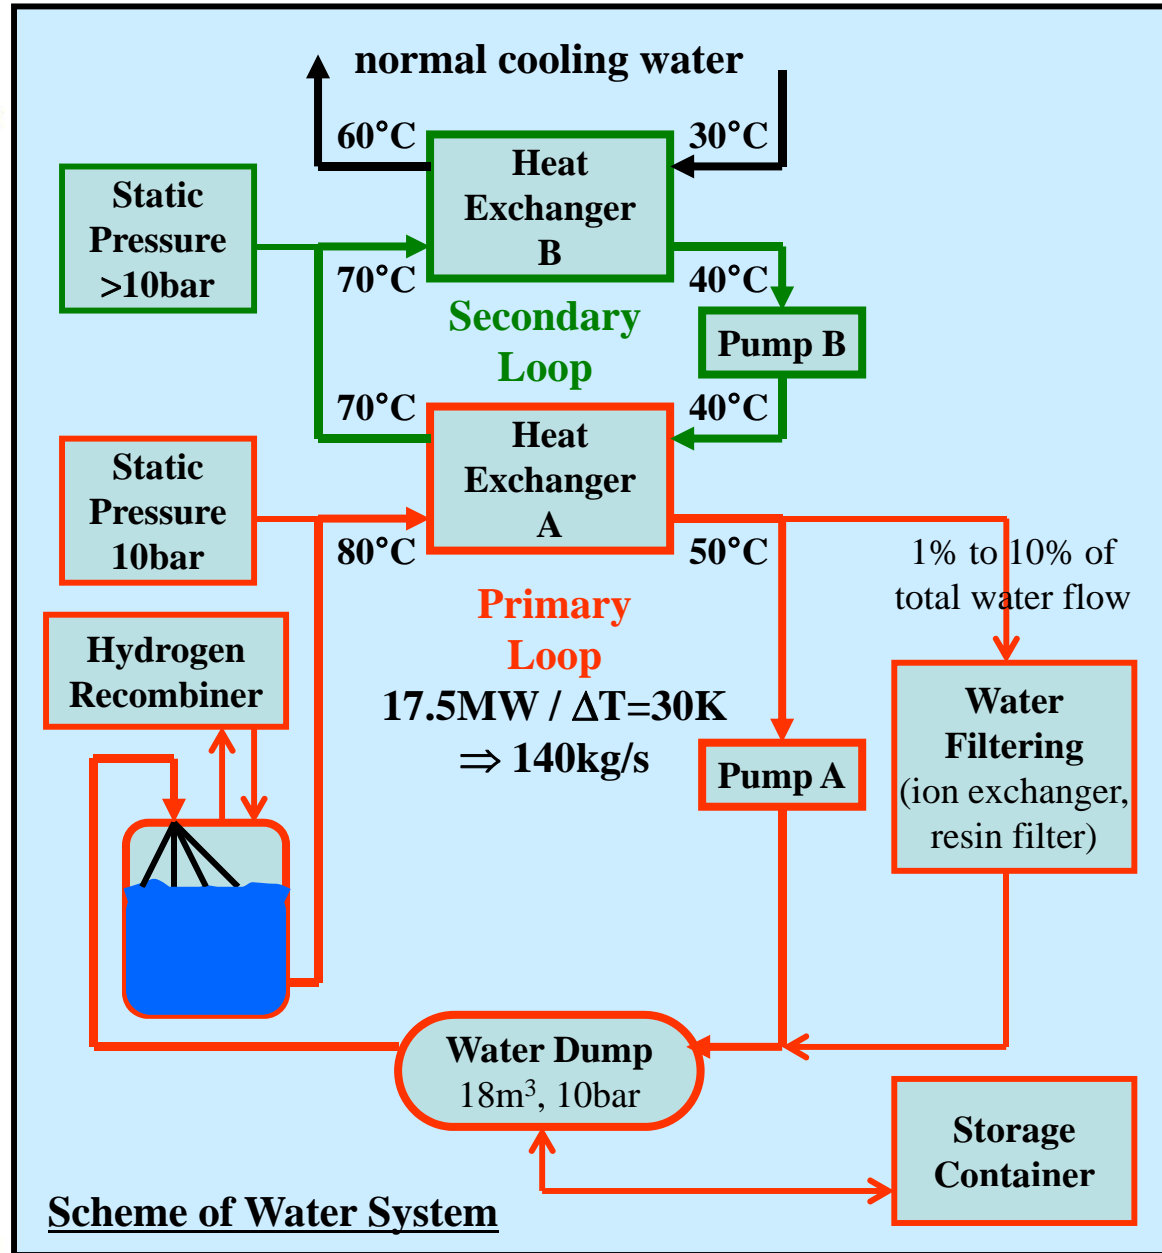 normal cooling water
60°C
30°C
Heat
Exchanger
B
Static
Pressure
>10bar
70°C
40°C
Secondary
Loop
Pump B
70°C
40°C
Heat
Exchanger
A
Static
Pressure
10bar
80°C
50°C
1% to 10% of
total water flow
Primary
Loop
17.5MW / ΔT=30K
⇒ 140kg/s
Hydrogen
Recombiner
Water
Filtering
(ion exchanger,
resin filter)
Pump A
Water Dump
18m³, 10bar
Storage
Container
Scheme of Water System